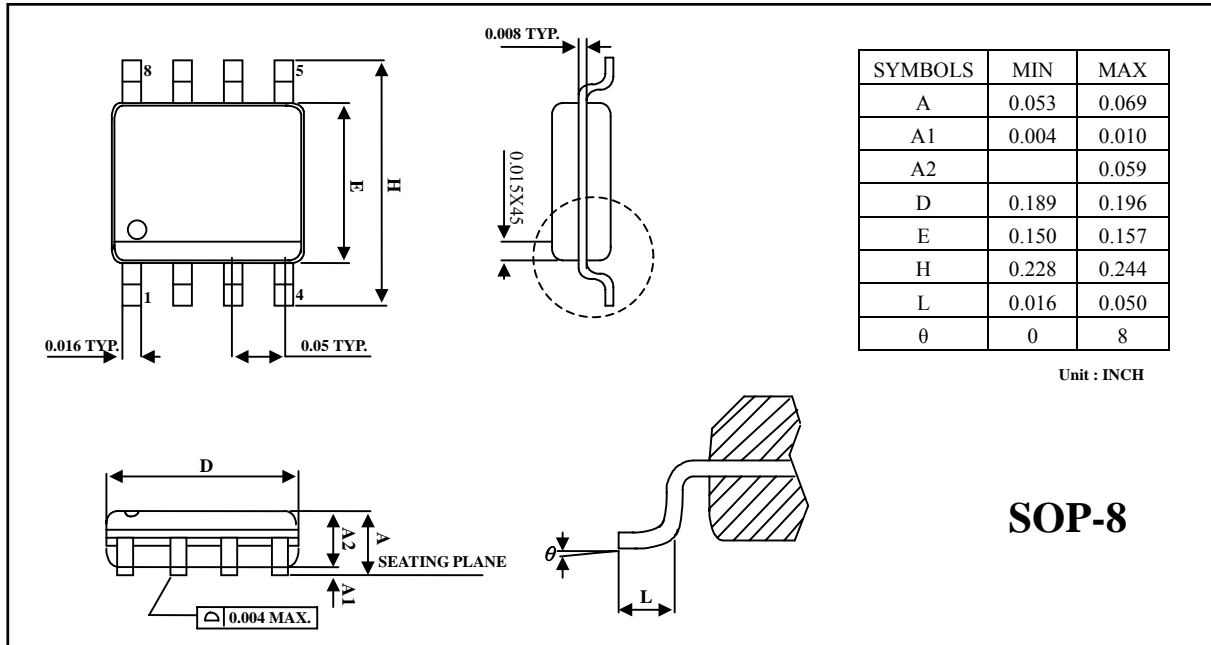 0.008 TYP.
8
5
E
H
0.015X45
1
4
0.016 TYP.
0.05 TYP.
SYMBOLS MIN MAX
A 0.053 0.069
A1 0.004 0.010
A2 0.059
D 0.189 0.196
E 0.150 0.157
H 0.228 0.244
L 0.016 0.050
θ 0 8
Unit : INCH
D
A2
A
SEATING PLANE
A1
0.004 MAX.
θ
L
SOP-8